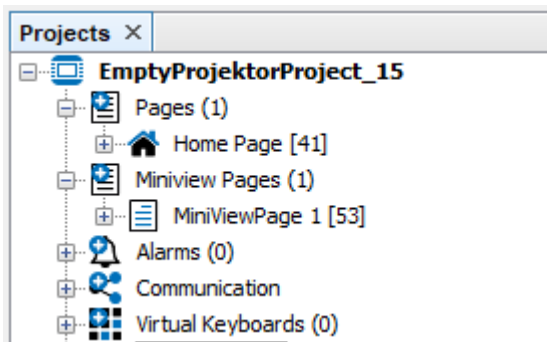 Projects ×
EmptyProjektorProject_15
Pages (1)
Home Page [41]
Miniview Pages (1)
MiniViewPage 1 [53]
Alarms (0)
Communication
Virtual Keyboards (0)